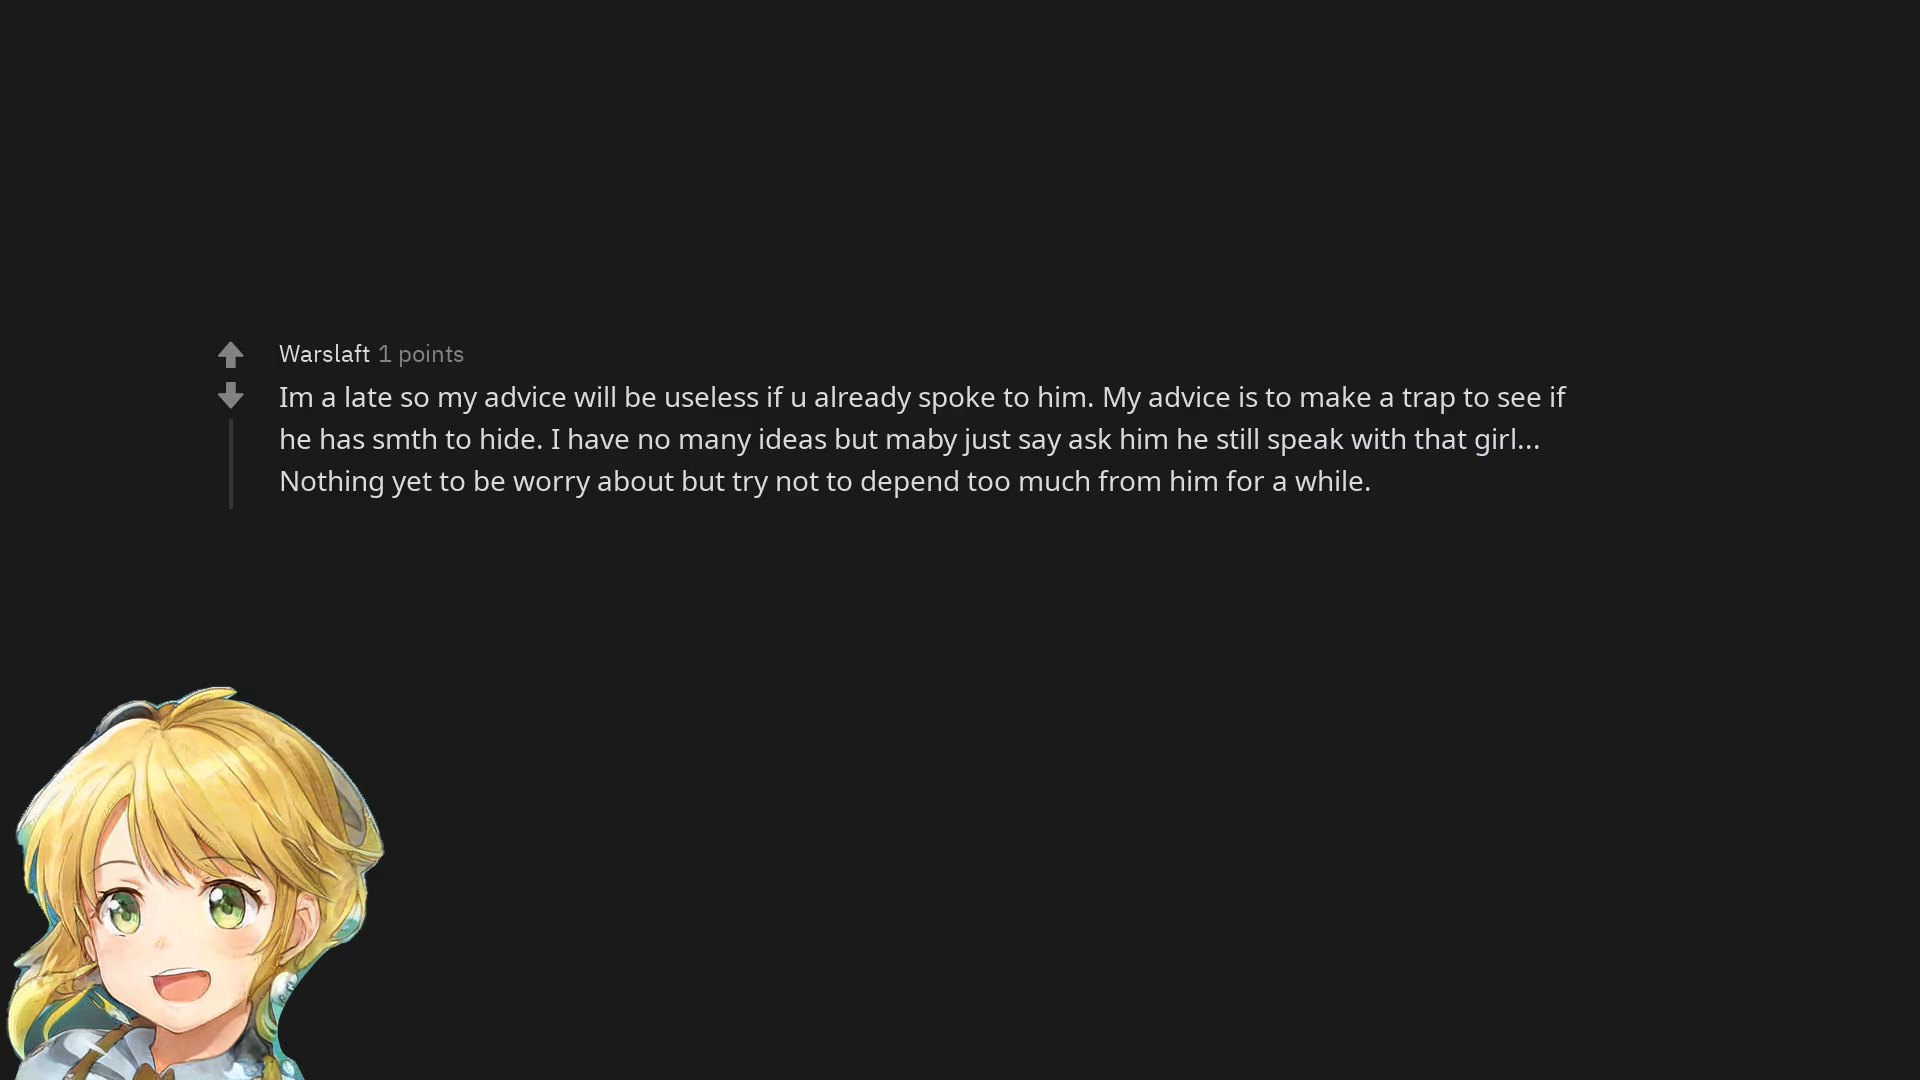 Warslaft 1 points
Im a late so my advice will be useless if u already spoke to him. My advice is to make a trap to see if
he has smth to hide. I have no many ideas but maby just say ask him he still speak with that girl...
Nothing yet to be worry about but try not to depend too much from him for a while.